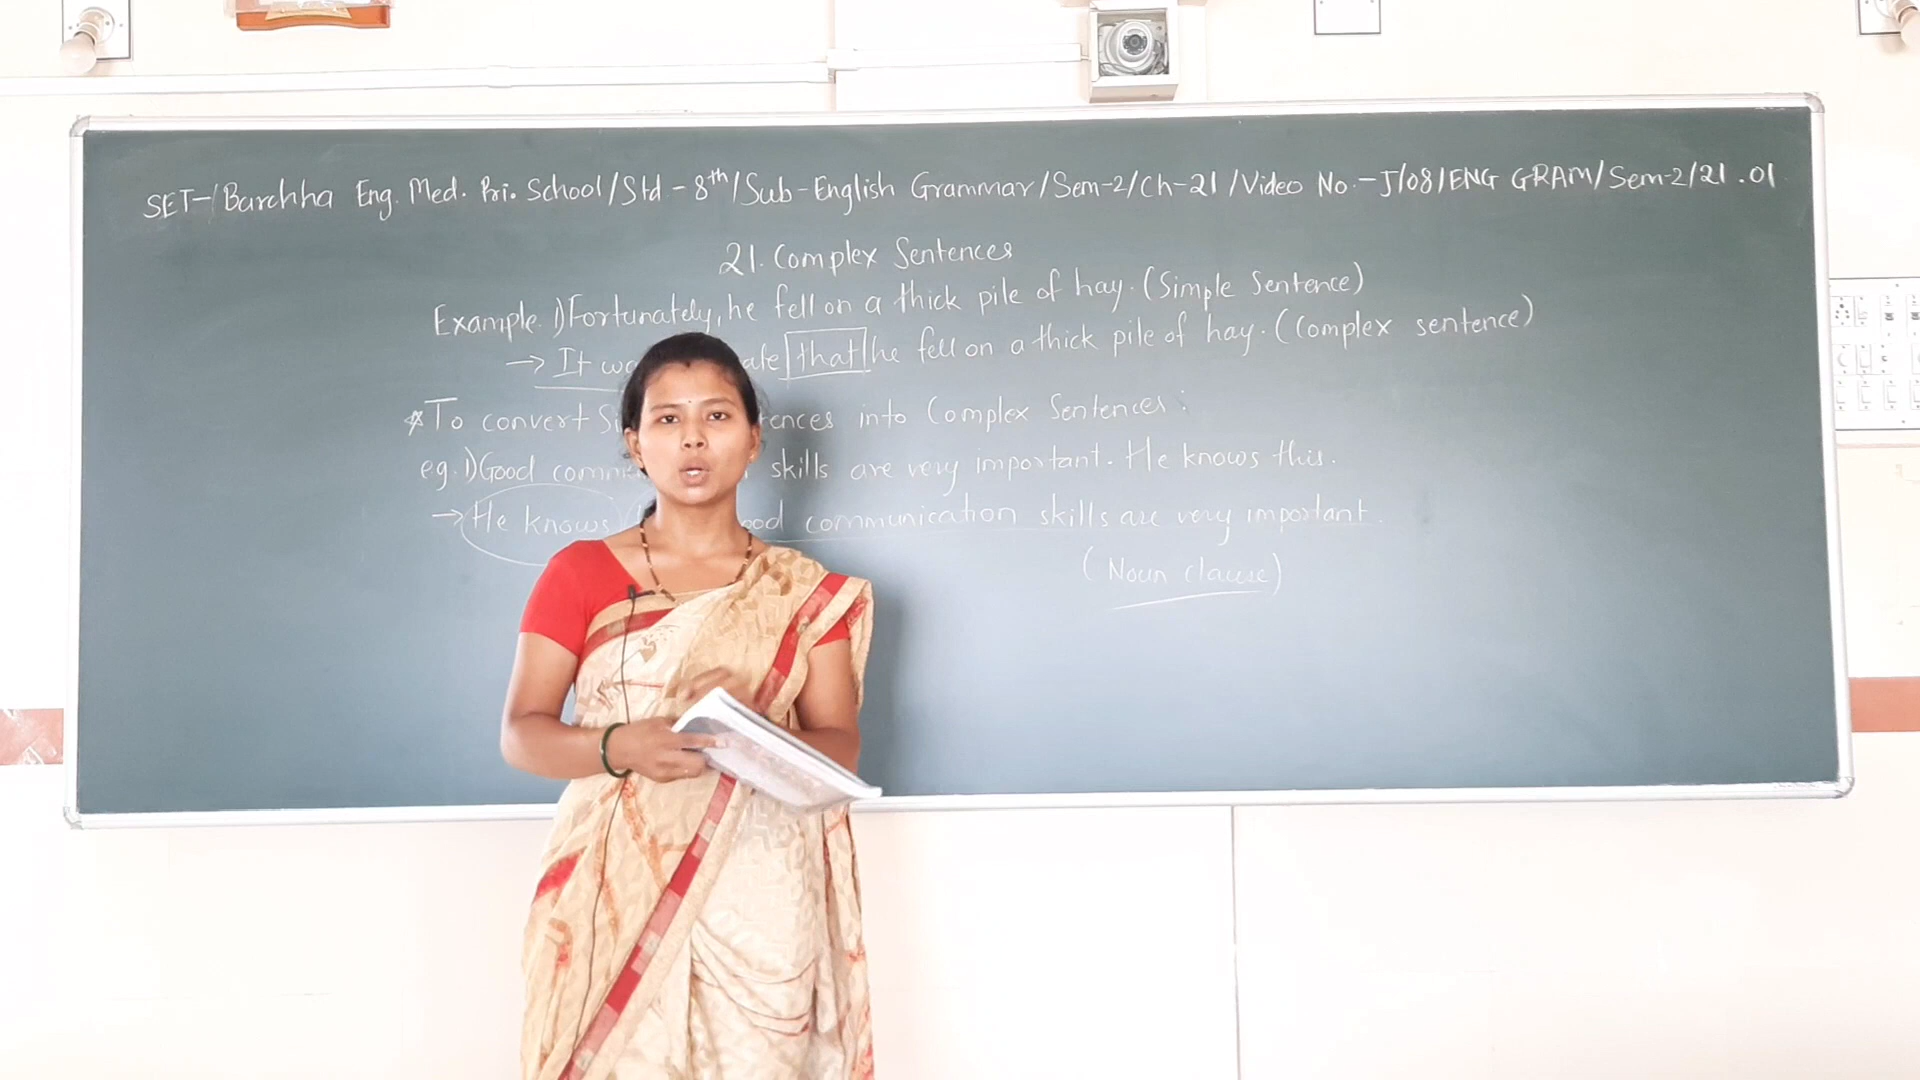 SET-/Barchha Eng. Med. Pri. School/Std-8th/Sub-English Grammar/Sem-2/Ch-21/Video No.-J/08/ENG GRAM/Sem-2/21.01
21. Complex Sentences
Example. 1) Fortunately, he fell on a thick pile of hay. (Simple Sentence)
→ It that he fell on a thick pile of hay. (Complex sentence)
*To convert into Complex Sentences:
eg. 1) Good skills are very important. He knows this.
→ He knows communication skills are very important.
(Noun clause)